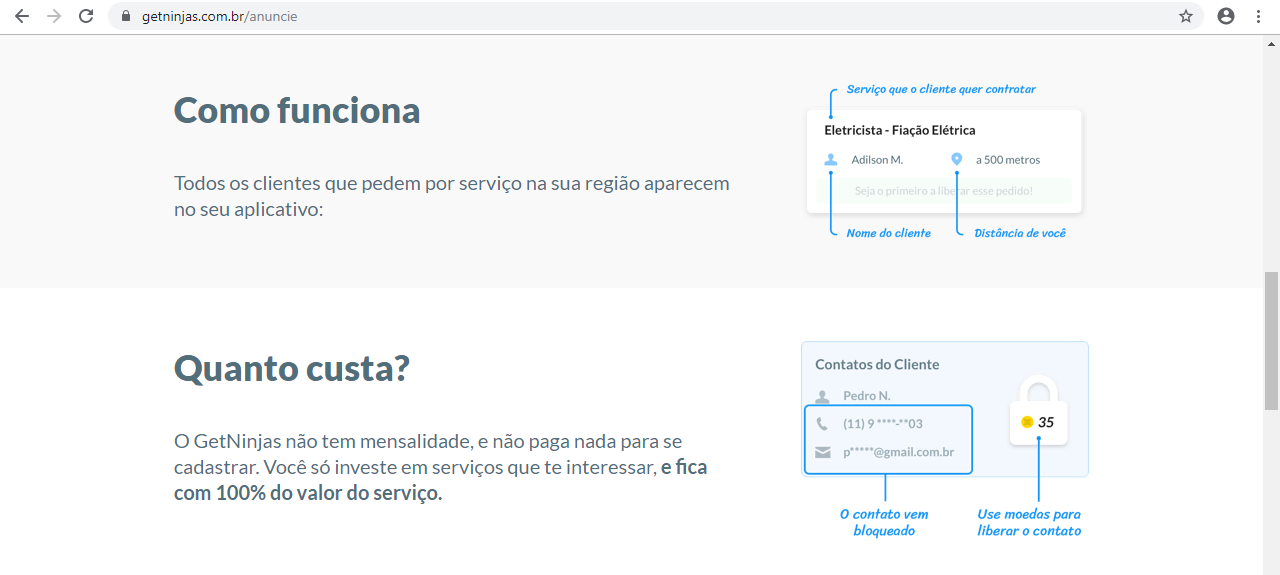 getninjas.com.br/anuncie
Como funciona
Todos os clientes que pedem por serviço na sua região aparecem
no seu aplicativo:
Serviço que o cliente quer contratar
Eletricista - Fiação Elétrica
Adilson M.
a 500 metros
Seja o primeiro a liberar esse pedido!
Nome do cliente
Distância de você
Quanto custa?
O GetNinjas não tem mensalidade, e não paga nada para se
cadastrar. Você só investe em serviços que te interessar, e fica
com 100% do valor do serviço.
Contatos do Cliente
Pedro N.
(11) 9 ****-**03
p*****@gmail.com.br
35
O contato vem
bloqueado
Use moedas para
liberar o contato